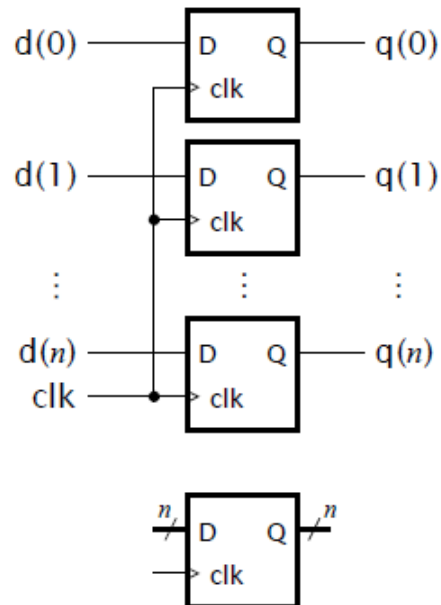 d(0) D Q q(0)
clk
d(1) D Q q(1)
clk
⋮ ⋮ ⋮
d(n) D Q q(n)
clk clk
n n
D Q
clk